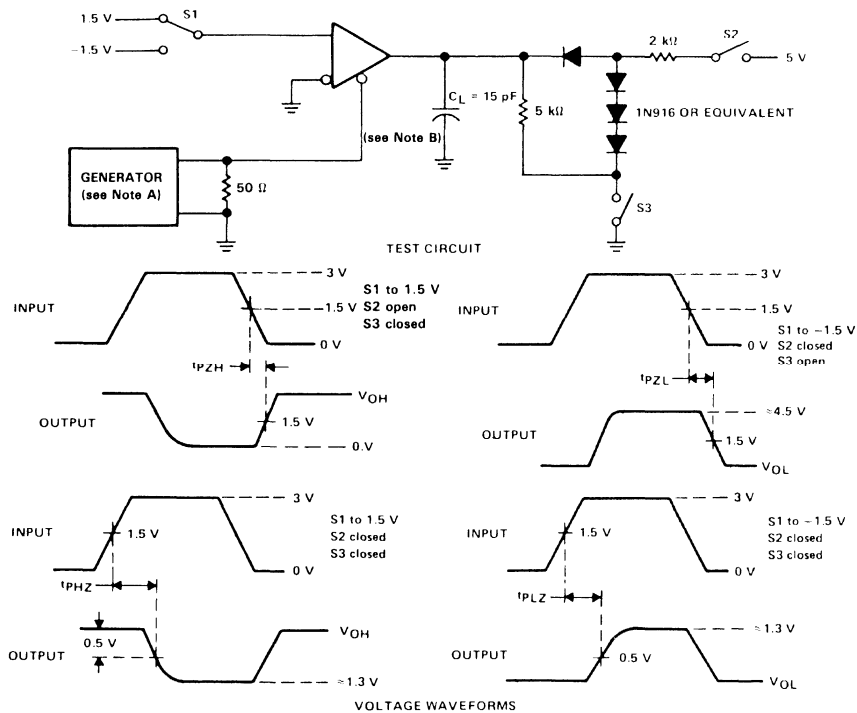 1.5 V
S1
−1.5 V
2 kΩ
S2
5 V
CL = 15 pF
(see Note B)
5 kΩ
1N916 OR EQUIVALENT
GENERATOR
(see Note A)
50 Ω
S3
TEST CIRCUIT
INPUT
3 V
1.5 V
0 V
S1 to 1.5 V
S2 open
S3 closed
tPZH
OUTPUT
VOH
1.5 V
0.V
INPUT
3 V
1.5 V
0 V
S1 to −1.5 V
S2 closed
S3 open
tPZL
OUTPUT
≈4.5 V
1.5 V
VOL
INPUT
3 V
1.5 V
0 V
S1 to 1.5 V
S2 closed
S3 closed
tPHZ
OUTPUT
0.5 V
VOH
≈1.3 V
INPUT
3 V
1.5 V
0 V
S1 to −1.5 V
S2 closed
S3 closed
tPLZ
OUTPUT
≈1.3 V
0.5 V
VOL
VOLTAGE WAVEFORMS